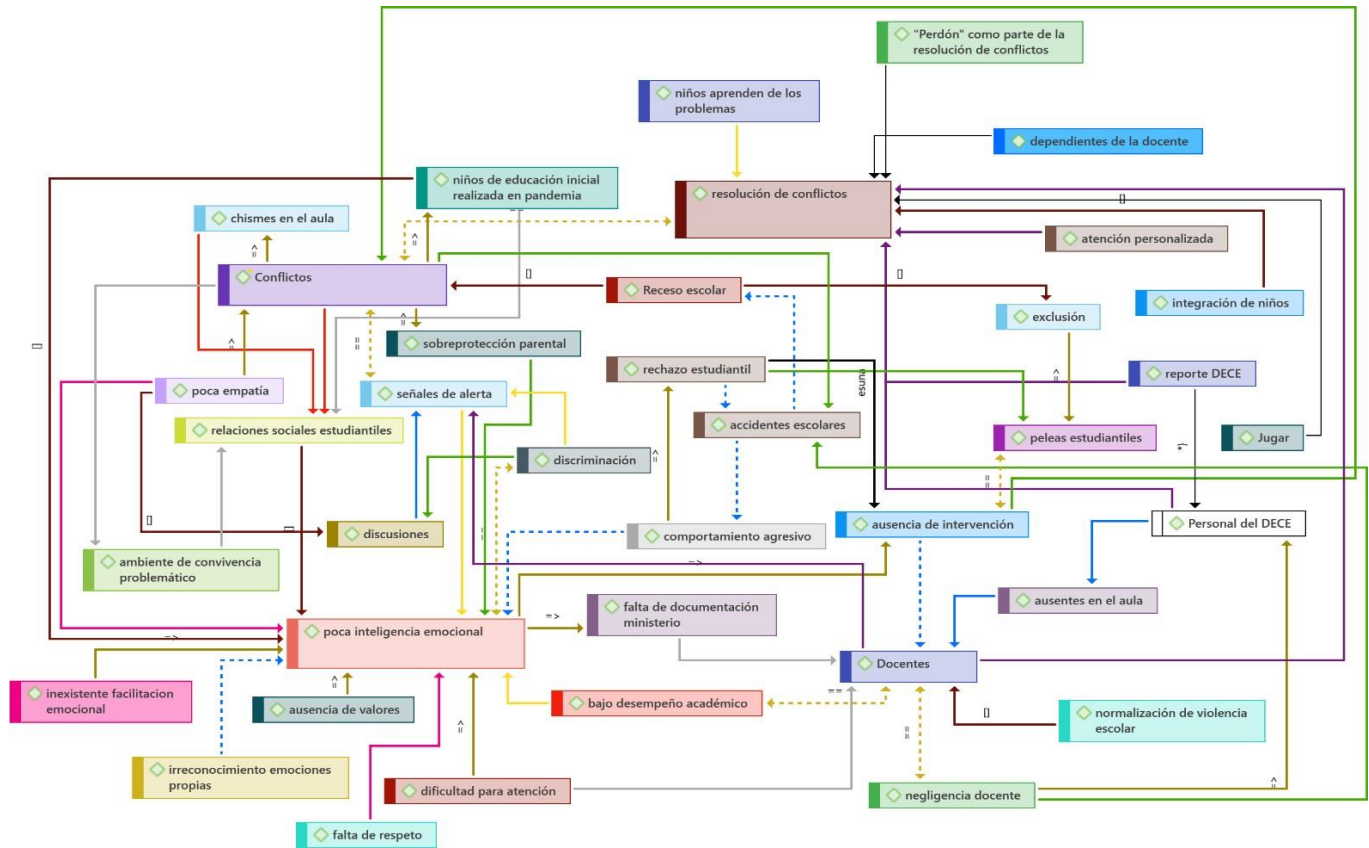 "Perdón" como parte de la
resolución de conflictos
niños aprenden de los
problemas
dependientes de la docente
niños de educación inicial
realizada en pandemia
resolución de conflictos
chismes en el aula
atención personalizada
Conflictos
Receso escolar
integración de niños
exclusión
sobreprotección parental
rechazo estudiantil
reporte DECE
poca empatía
señales de alerta
esuna
relaciones sociales estudiantiles
accidentes escolares
peleas estudiantiles
Jugar
discriminación
discusiones
comportamiento agresivo
ausencia de intervención
Personal del DECE
ambiente de convivencia
problemático
ausentes en el aula
falta de documentación
ministerio
poca inteligencia emocional
Docentes
inexistente facilitacion
emocional
ausencia de valores
bajo desempeño académico
normalización de violencia
escolar
irreconocimiento emociones
propias
dificultad para atención
negligencia docente
falta de respeto